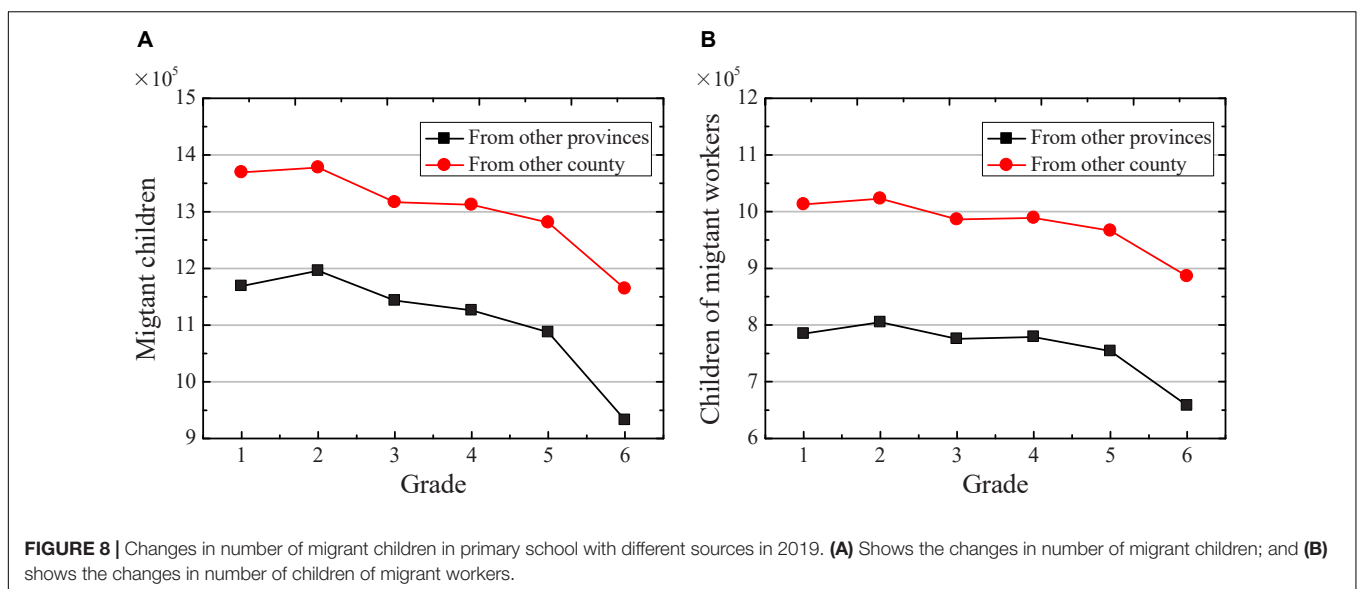 A
×10⁵
Migtant children
15
14
13
12
11
10
9
From other provinces
From other county
1 2 3 4 5 6
Grade
B
×10⁵
Children of migtant workers
12
11
10
9
8
7
6
From other provinces
From other county
1 2 3 4 5 6
Grade
FIGURE 8 | Changes in number of migrant children in primary school with different sources in 2019. (A) Shows the changes in number of migrant children; and (B)
shows the changes in number of children of migrant workers.